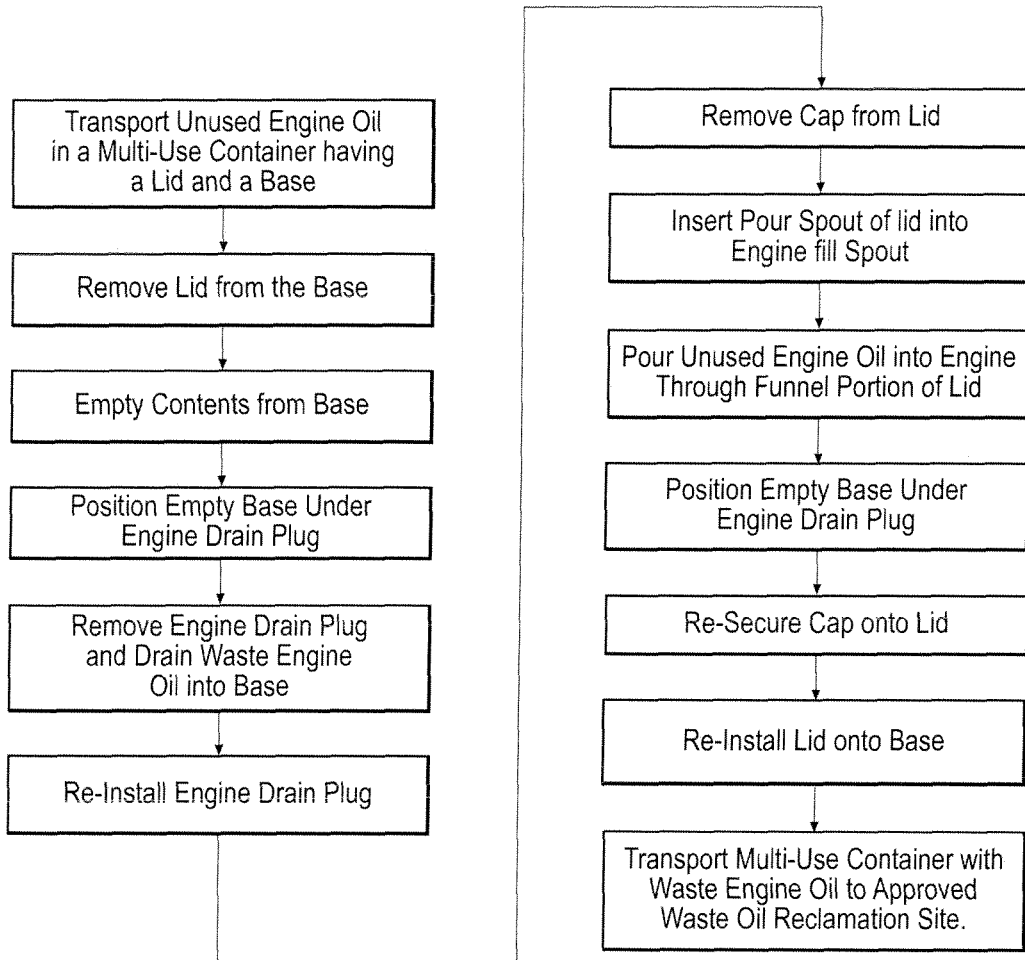 Transport Unused Engine Oil
in a Multi-Use Container having
a Lid and a Base
Remove Lid from the Base
Empty Contents from Base
Position Empty Base Under
Engine Drain Plug
Remove Engine Drain Plug
and Drain Waste Engine
Oil into Base
Re-Install Engine Drain Plug
Remove Cap from Lid
Insert Pour Spout of lid into
Engine fill Spout
Pour Unused Engine Oil into Engine
Through Funnel Portion of Lid
Position Empty Base Under
Engine Drain Plug
Re-Secure Cap onto Lid
Re-Install Lid onto Base
Transport Multi-Use Container with
Waste Engine Oil to Approved
Waste Oil Reclamation Site.